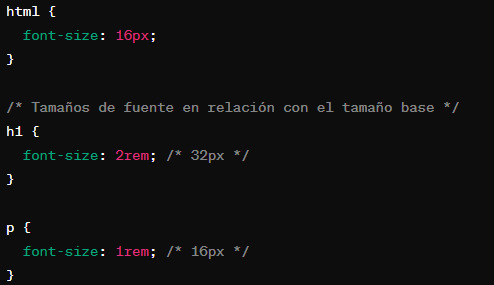 html {
  font-size: 16px;
}

/* Tamaños de fuente en relación con el tamaño base */
h1 {
  font-size: 2rem; /* 32px */
}

p {
  font-size: 1rem; /* 16px */
}